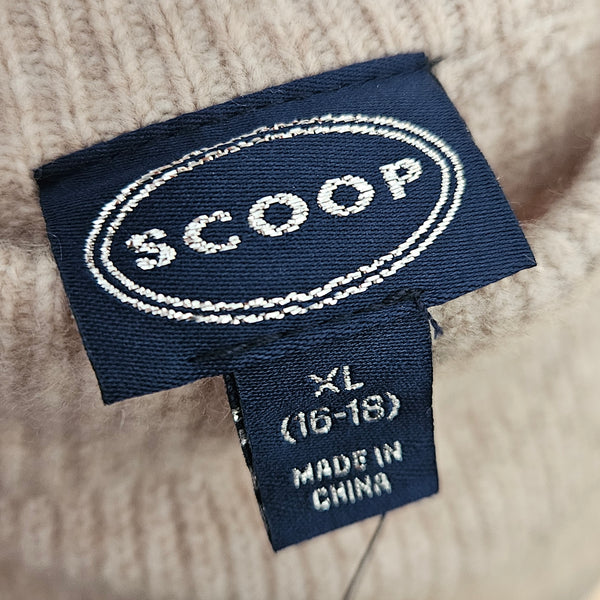 SCOOP
XL
(16-18)
MADE IN
CHINA